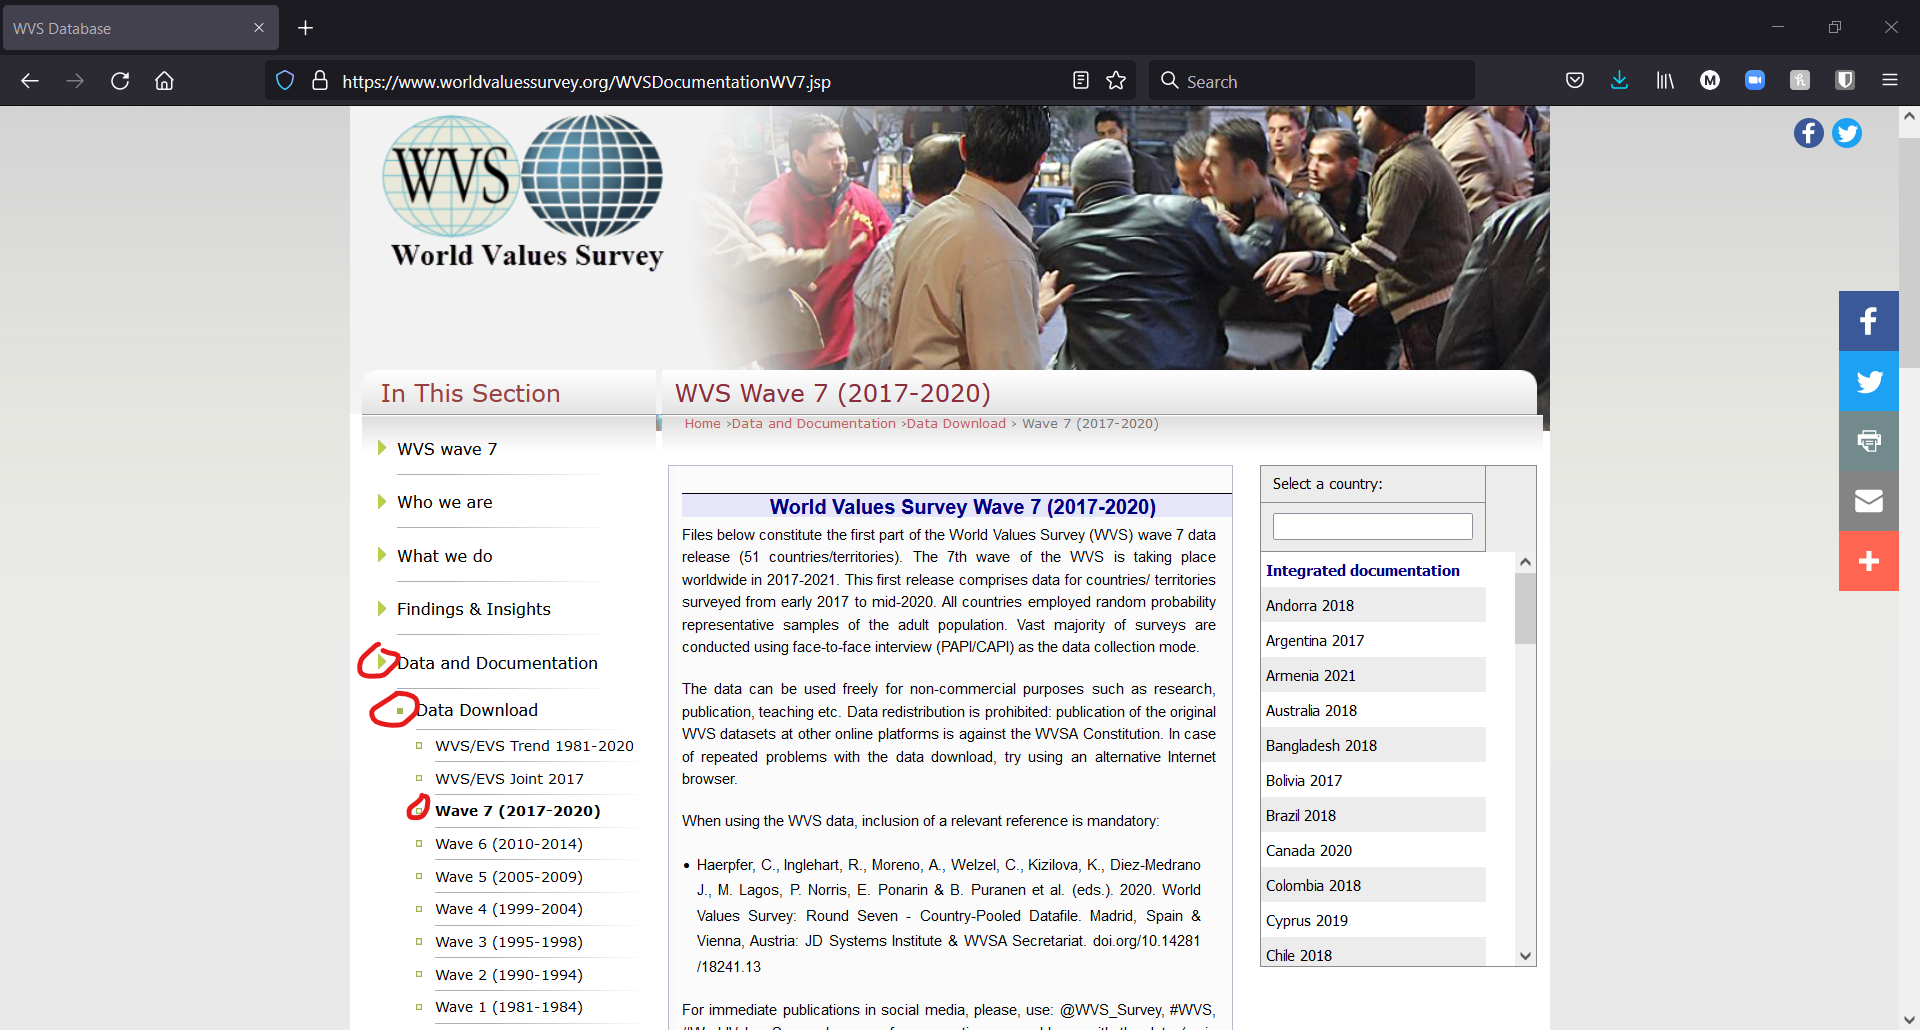 WVS Database
https://www.worldvaluessurvey.org/WVSDocumentationWV7.jsp
Search
WVS
World Values Survey
In This Section
WVS wave 7
Who we are
What we do
Findings & Insights
Data and Documentation
Data Download
WVS/EVS Trend 1981-2020
WVS/EVS Joint 2017
Wave 7 (2017-2020)
Wave 6 (2010-2014)
Wave 5 (2005-2009)
Wave 4 (1999-2004)
Wave 3 (1995-1998)
Wave 2 (1990-1994)
Wave 1 (1981-1984)
WVS Wave 7 (2017-2020)
Home ›Data and Documentation ›Data Download › Wave 7 (2017-2020)
World Values Survey Wave 7 (2017-2020)
Files below constitute the first part of the World Values Survey (WVS) wave 7 data
release (51 countries/territories). The 7th wave of the WVS is taking place
worldwide in 2017-2021. This first release comprises data for countries/ territories
surveyed from early 2017 to mid-2020. All countries employed random probability
representative samples of the adult population. Vast majority of surveys are
conducted using face-to-face interview (PAPI/CAPI) as the data collection mode.
The data can be used freely for non-commercial purposes such as research,
publication, teaching etc. Data redistribution is prohibited: publication of the original
WVS datasets at other online platforms is against the WVSA Constitution. In case
of repeated problems with the data download, try using an alternative Internet
browser.
When using the WVS data, inclusion of a relevant reference is mandatory:
• Haerpfer, C., Inglehart, R., Moreno, A., Welzel, C., Kizilova, K., Diez-Medrano
J., M. Lagos, P. Norris, E. Ponarin & B. Puranen et al. (eds.). 2020. World
Values Survey: Round Seven - Country-Pooled Datafile. Madrid, Spain &
Vienna, Austria: JD Systems Institute & WVSA Secretariat. doi.org/10.14281
/18241.13
For immediate publications in social media, please, use: @WVS_Survey, #WVS,
Select a country:
Integrated documentation
Andorra 2018
Argentina 2017
Armenia 2021
Australia 2018
Bangladesh 2018
Bolivia 2017
Brazil 2018
Canada 2020
Colombia 2018
Cyprus 2019
Chile 2018